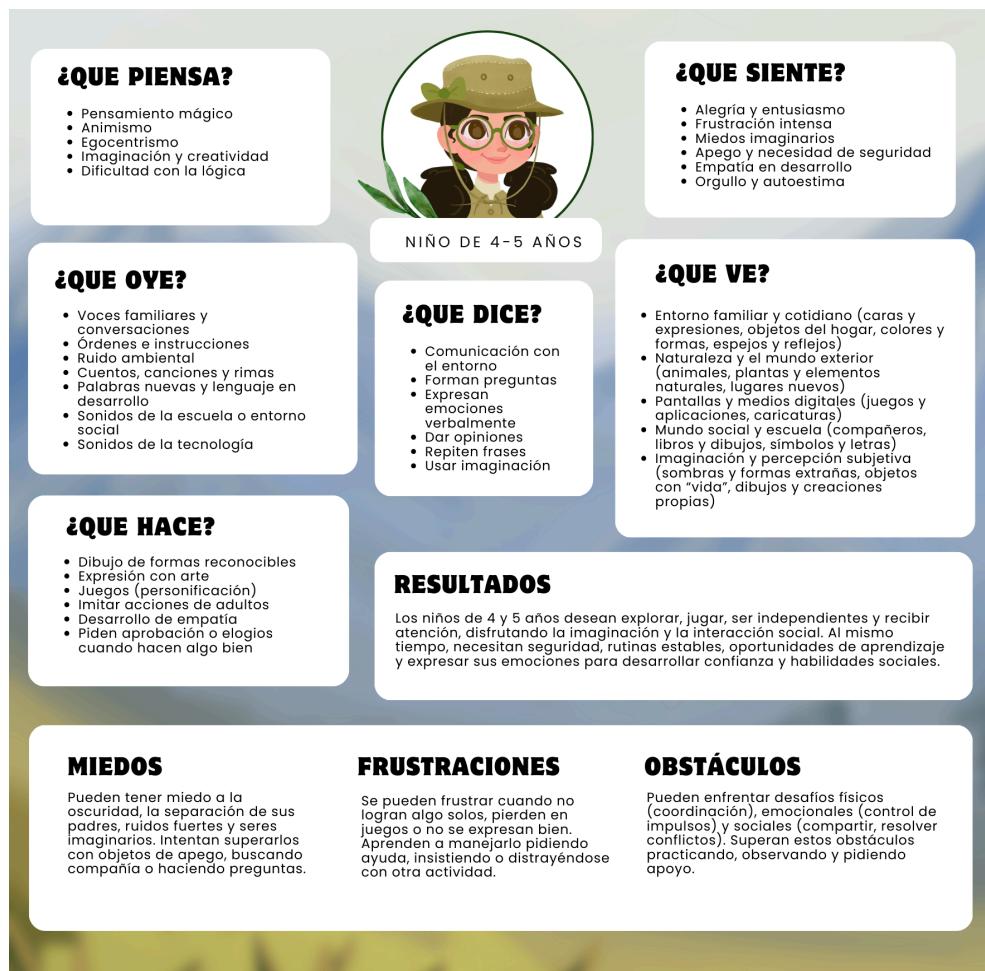 ¿QUE PIENSA?
• Pensamiento mágico
• Animismo
• Egocentrismo
• Imaginación y creatividad
• Dificultad con la lógica
¿QUE SIENTE?
• Alegría y entusiasmo
• Frustración intensa
• Miedos imaginarios
• Apego y necesidad de seguridad
• Empatía en desarrollo
• Orgullo y autoestima
NIÑO DE 4-5 AÑOS
¿QUE OYE?
• Voces familiares y
conversaciones
• Órdenes e instrucciones
• Ruido ambiental
• Cuentos, canciones y rimas
• Palabras nuevas y lenguaje en
desarrollo
• Sonidos de la escuela o entorno
social
• Sonidos de la tecnología
¿QUE DICE?
• Comunicación con
el entorno
• Forman preguntas
• Expresan
emociones
verbalmente
• Dar opiniones
• Repiten frases
• Usar imaginación
¿QUE VE?
• Entorno familiar y cotidiano (caras y
expresiones, objetos del hogar, colores y
formas, espejos y reflejos)
• Naturaleza y el mundo exterior
(animales, plantas y elementos
naturales, lugares nuevos)
• Pantallas y medios digitales (juegos y
aplicaciones, caricaturas)
• Mundo social y escuela (compañeros,
libros y dibujos, símbolos y letras)
• Imaginación y percepción subjetiva
(sombras y formas extrañas, objetos
con “vida”, dibujos y creaciones
propias)
¿QUE HACE?
• Dibujo de formas reconocibles
• Expresión con arte
• Juegos (personificación)
• Imitar acciones de adultos
• Desarrollo de empatía
• Piden aprobación o elogios
cuando hacen algo bien
RESULTADOS
Los niños de 4 y 5 años desean explorar, jugar, ser independientes y recibir
atención, disfrutando la imaginación y la interacción social. Al mismo
tiempo, necesitan seguridad, rutinas estables, oportunidades de aprendizaje
y expresar sus emociones para desarrollar confianza y habilidades sociales.
MIEDOS
Pueden tener miedo a la
oscuridad, la separación de sus
padres, ruidos fuertes y seres
imaginarios. Intentan superarlos
con objetos de apego, buscando
compañía o haciendo preguntas.
FRUSTRACIONES
Se pueden frustrar cuando no
logran algo solos, pierden en
juegos o no se expresan bien.
Aprenden a manejarlo pidiendo
ayuda, insistiendo o distrayéndose
con otra actividad.
OBSTÁCULOS
Pueden enfrentar desafíos físicos
(coordinación), emocionales (control de
impulsos) y sociales (compartir, resolver
conflictos). Superan estos obstáculos
practicando, observando y pidiendo
apoyo.